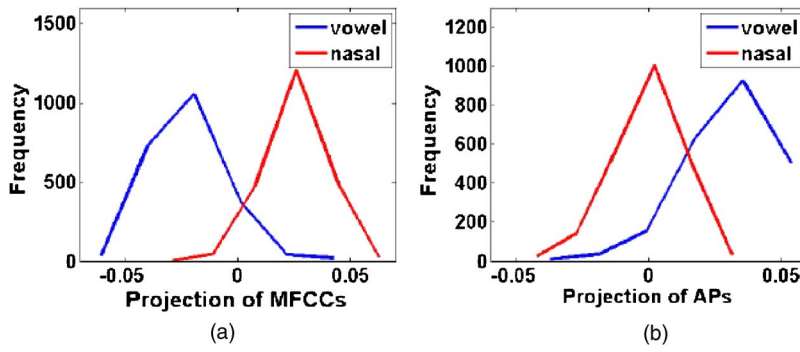 vowel
nasal
1500
1000
500
0
Frequency
-0.05
0
0.05
Projection of MFCCs
(a)
vowel
nasal
1200
1000
800
600
400
200
0
Frequency
-0.05
0
0.05
Projection of APs
(b)